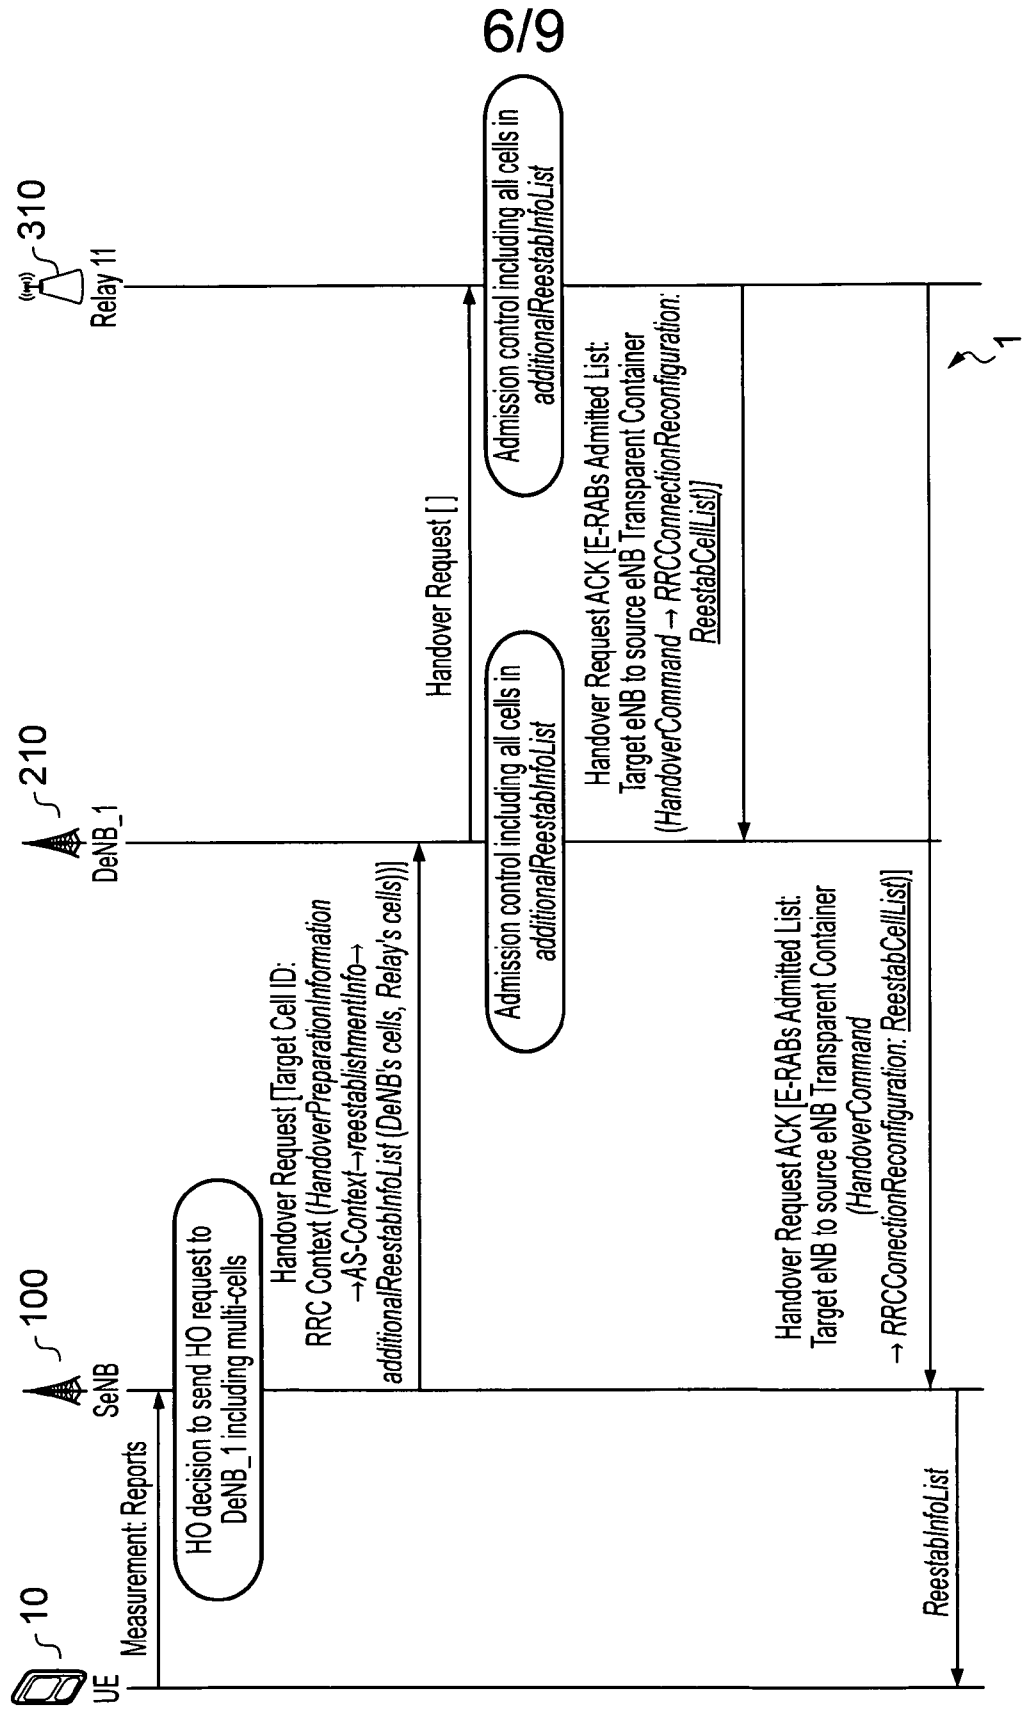 6/9
10
UE
100
SeNB
210
DeNB_1
310
Relay 11
Measurement: Reports
HO decision to send HO request to
DeNB_1 including multi-cells
Handover Request [Target Cell ID:
RRC Context (HandoverPreparationInformation
→AS-Context→reestablishmentInfo→
additionalReestabInfoList (DeNB's cells, Relay's cells))]
Handover Request [ ]
Admission control including all cells in
additionalReestabInfoList
Admission control including all cells in
additionalReestabInfoList
Handover Request ACK [E-RABs Admitted List:
Target eNB to source eNB Transparent Container
(HandoverCommand → RRCConnectionReconfiguration:
ReestabCellList)]
Handover Request ACK [E-RABs Admitted List:
Target eNB to source eNB Transparent Container
(HandoverCommand
→ RRCConectionReconfiguration: ReestabCellList)]
ReestabInfoList
1